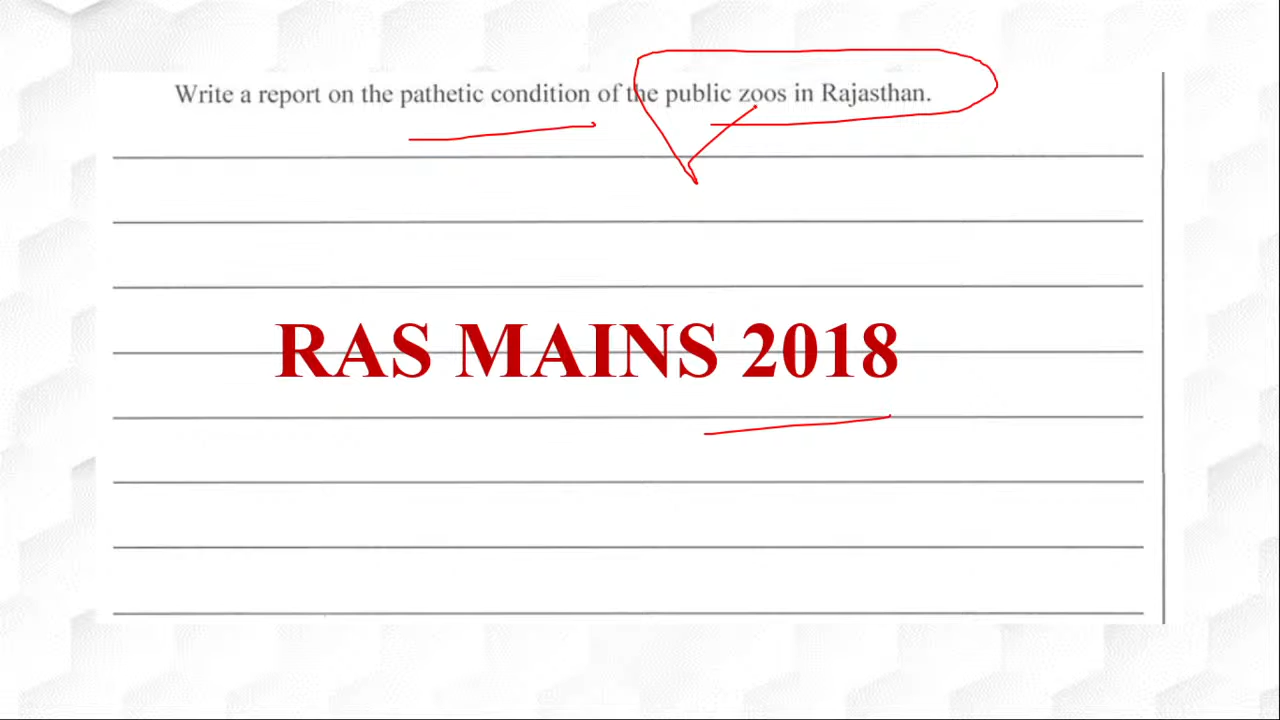 Write a report on the pathetic condition of the public zoos in Rajasthan.
RAS MAINS 2018